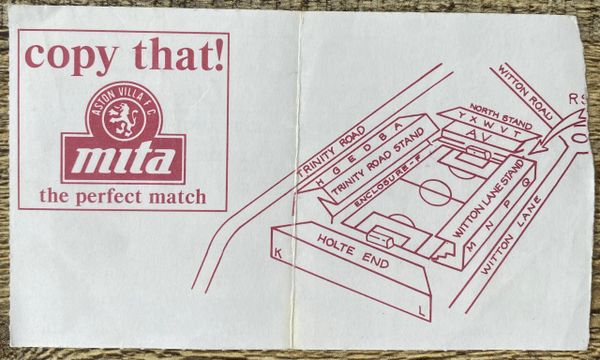 copy that!
ASTON VILLA F.C
mita
the perfect match
TRINITY ROAD
H G E D B A
TRINITY ROAD STAND
ENCLOSURE - F
HOLTE END
K
L
NORTH STAND
Y X W V T
A V
WITTON LANE STAND
M N P Q
WITTON LANE
WITTON ROAD